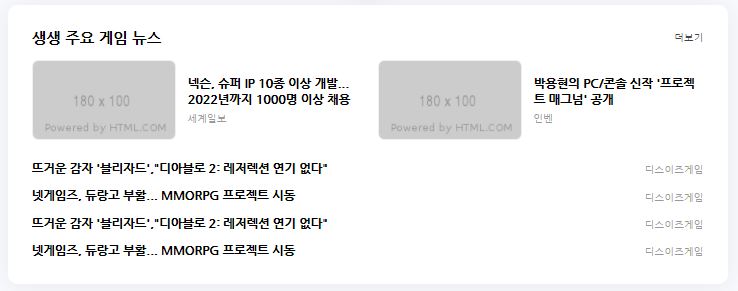 생생 주요 게임 뉴스
더보기
180 x 100
Powered by HTML.COM
넥슨, 슈퍼 IP 10종 이상 개발...
2022년까지 1000명 이상 채용
세계일보
180 x 100
Powered by HTML.COM
박용현의 PC/콘솔 신작 '프로젝
트 매그넘' 공개
인벤
뜨거운 감자 '블리자드',"디아블로 2: 레저렉션 연기 없다" 디스이즈게임
넷게임즈, 듀랑고 부활... MMORPG 프로젝트 시동 디스이즈게임
뜨거운 감자 '블리자드',"디아블로 2: 레저렉션 연기 없다" 디스이즈게임
넷게임즈, 듀랑고 부활... MMORPG 프로젝트 시동 디스이즈게임